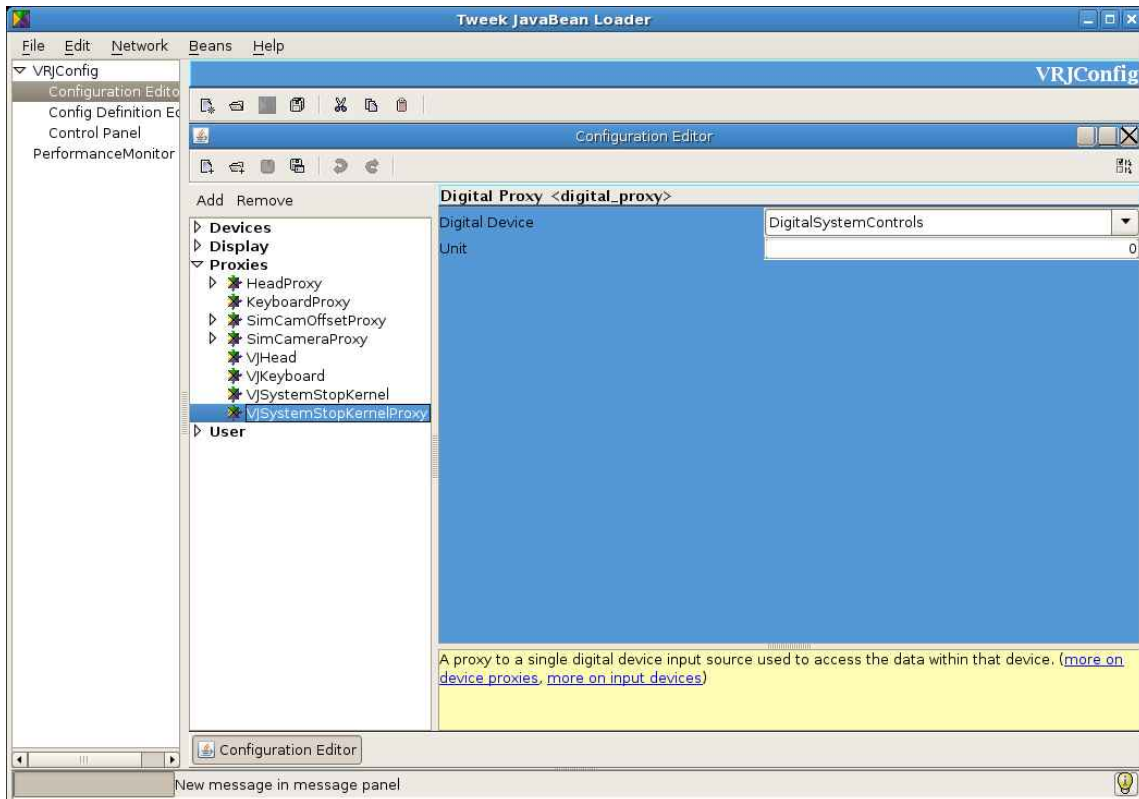 Tweek JavaBean Loader
File Edit Network Beans Help
VRJConfig
Configuration Edito
Config Definition Ed
Control Panel
PerformanceMonitor
VRJConfig
Configuration Editor
Add Remove
Devices
Display
Proxies
HeadProxy
KeyboardProxy
SimCamOffsetProxy
SimCameraProxy
VJHead
VJKeyboard
VJSystemStopKernel
VJSystemStopKernelProxy
User
Digital Proxy <digital_proxy>
Digital Device DigitalSystemControls
Unit 0
A proxy to a single digital device input source used to access the data within that device. (more on
device proxies, more on input devices)
Configuration Editor
New message in message panel